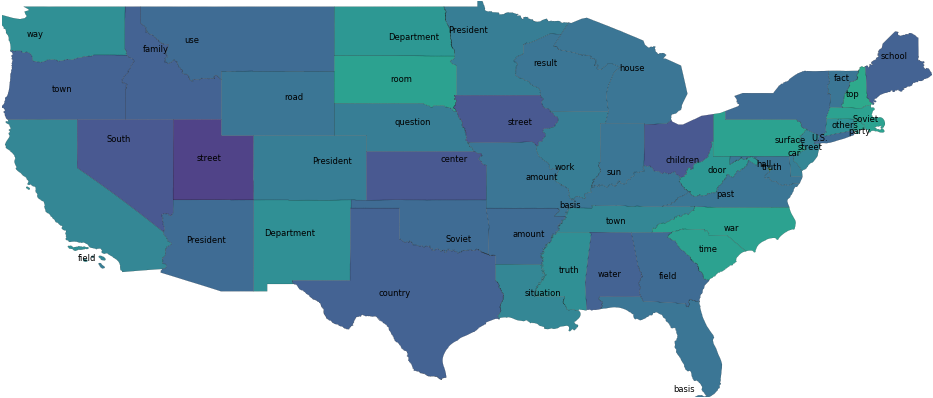 President
school
way
Department
use
family
result
house
fact
room
town
road
top
question
street
Soviet
others
party
South
U.S.
surface
street
car
street
President
center
children
hall
truth
door
work
sun
amount
past
basis
town
war
President
Department
Soviet
amount
time
field
truth
water
field
country
situation
basis